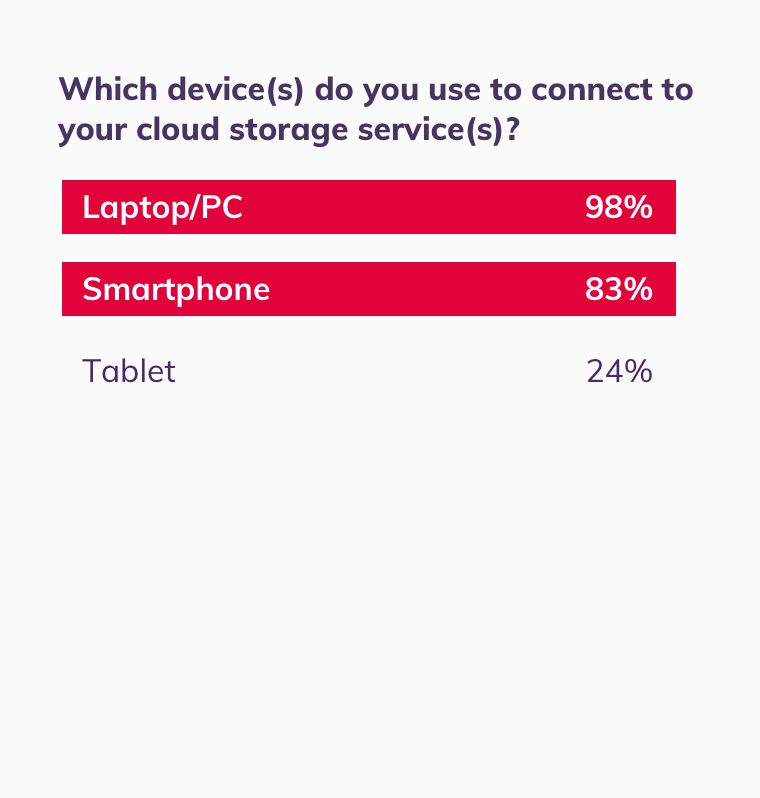 Which device(s) do you use to connect to
your cloud storage service(s)?
Laptop/PC 98%
Smartphone 83%
Tablet 24%